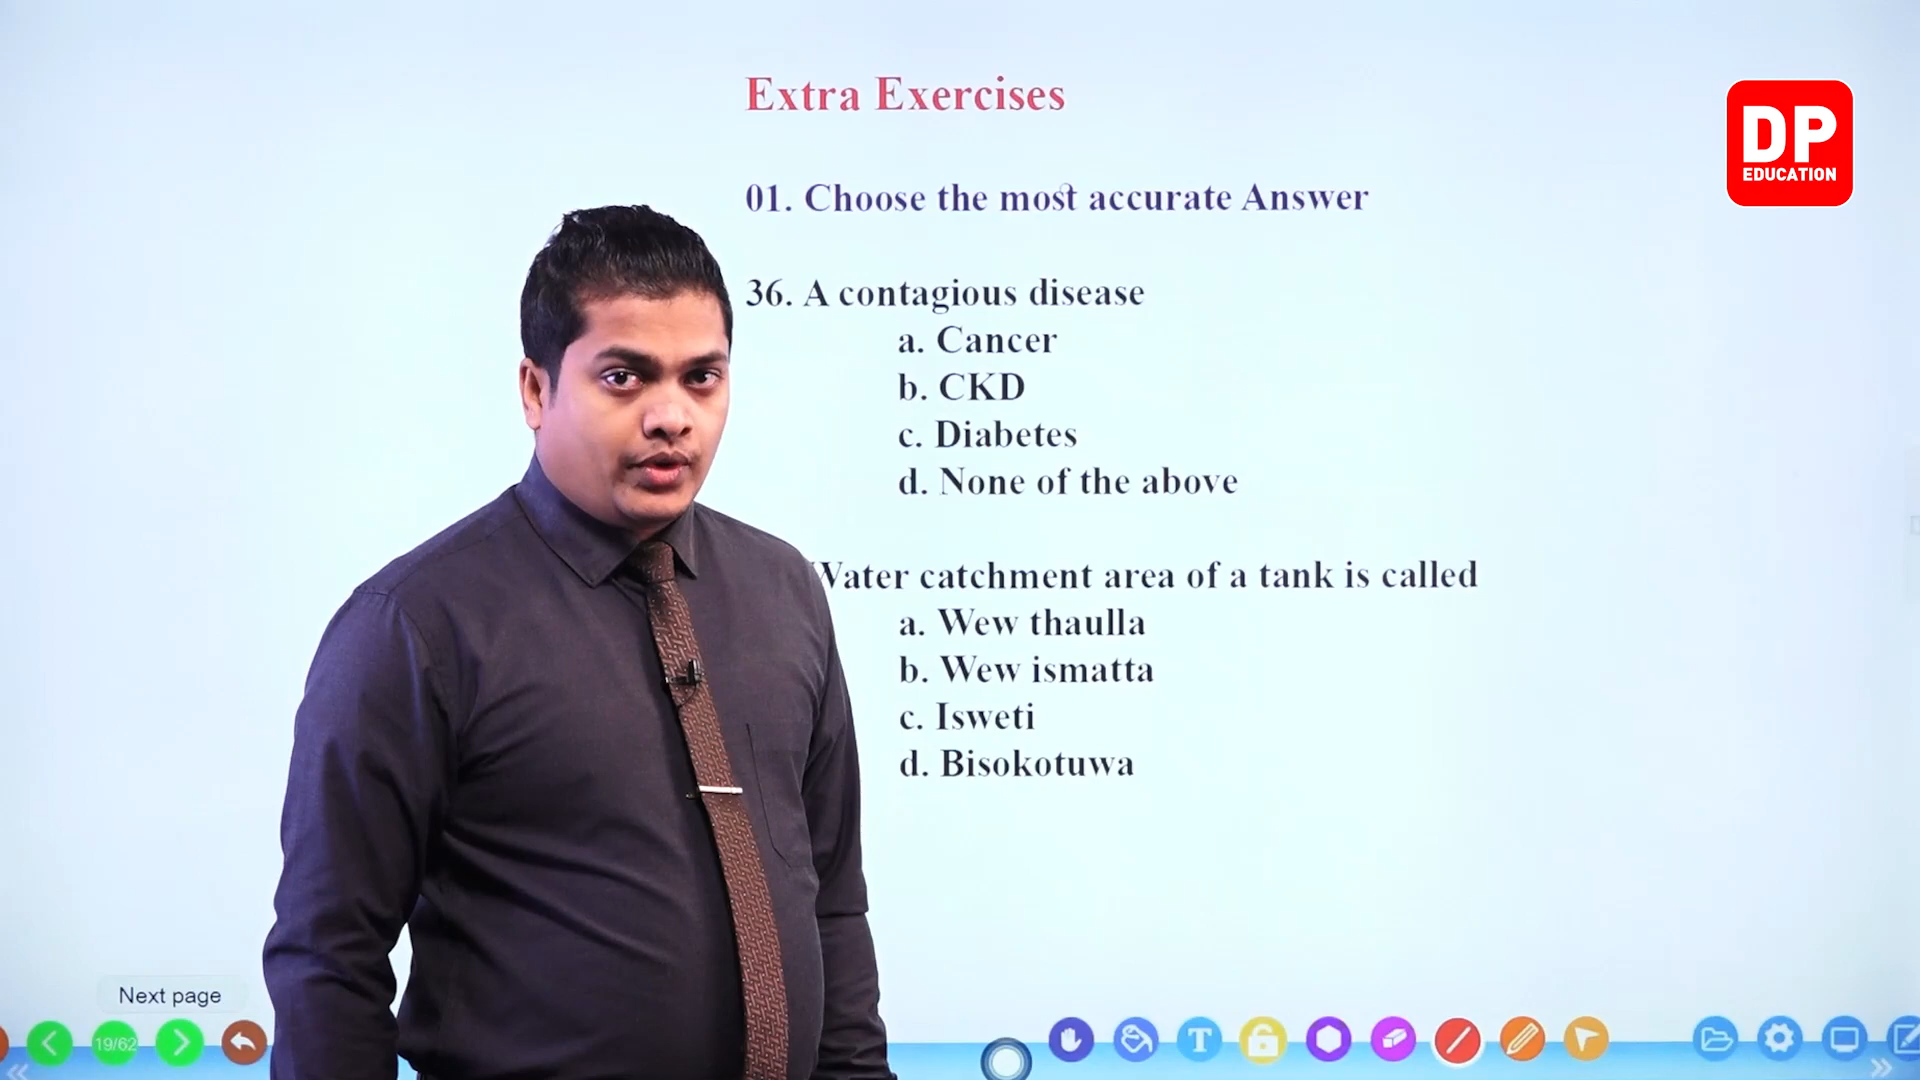 Extra Exercises
DP
EDUCATION
01. Choose the most accurate Answer
36. A contagious disease
a. Cancer
b. CKD
c. Diabetes
d. None of the above
Water catchment area of a tank is called
a. Wew thaulla
b. Wew ismatta
c. Isweti
d. Bisokotuwa
Next page
19/62
T